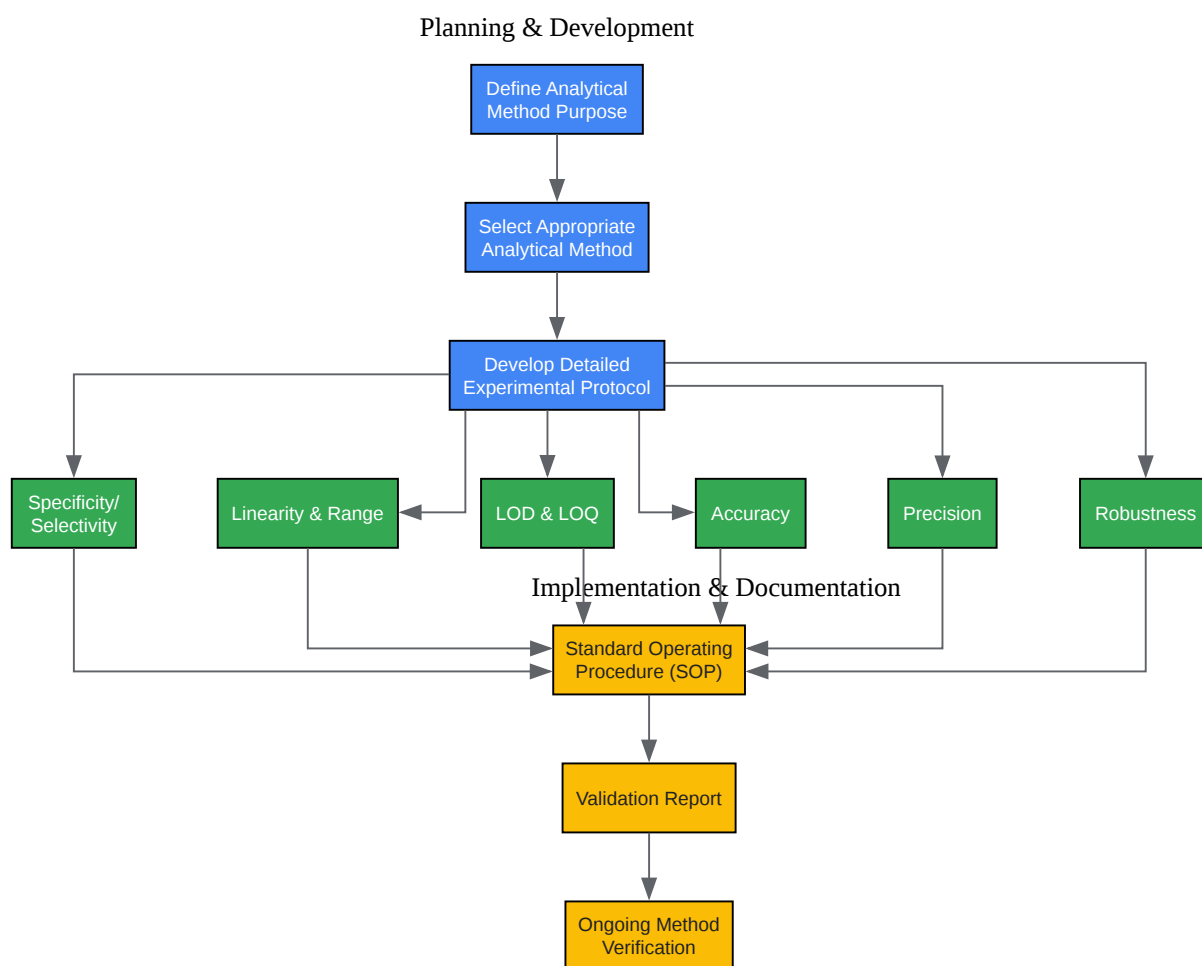 Planning & Development
Define Analytical
Method Purpose
Select Appropriate
Analytical Method
Develop Detailed
Experimental Protocol
Specificity/
Selectivity
Linearity & Range
LOD & LOQ
Accuracy
Precision
Robustness
Implementation & Documentation
Standard Operating
Procedure (SOP)
Validation Report
Ongoing Method
Verification